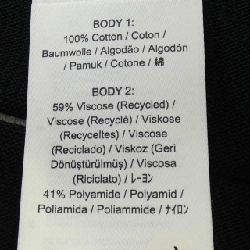 BODY 1:
100% Cotton / Coton /
Baumwolle / Algodão / Algodón
/ Pamuk / Cotone / 綿
BODY 2:
59% Viscose (Recycled) /
Viscose (Recyclé) / Viskose
(Recyceltes) / Viscose
(Reciclado) / Viskoz (Geri
Dönüştürülmüş) / Viscosa
(Riciclato) / レーヨン
41% Polyamide / Polyamid /
Poliamida / Poliammide / ナイロン